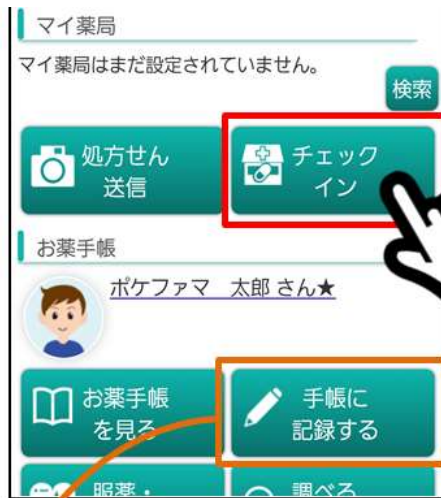 マイ薬局
マイ薬局はまだ設定されていません。
検索
処方せん
送信
チェック
イン
お薬手帳
ポケファマ 太郎 さん★
お薬手帳
を見る
手帳に
記録する
服薬・
調べる